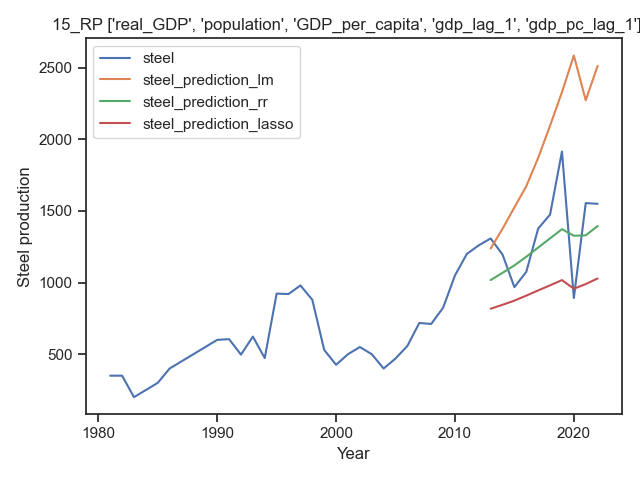 15_RP ['real_GDP', 'population', 'GDP_per_capita', 'gdp_lag_1', 'gdp_pc_lag_1']
steel
steel_prediction_lm
steel_prediction_rr
steel_prediction_lasso
Steel production
2500
2000
1500
1000
500
1980
1990
2000
2010
2020
Year